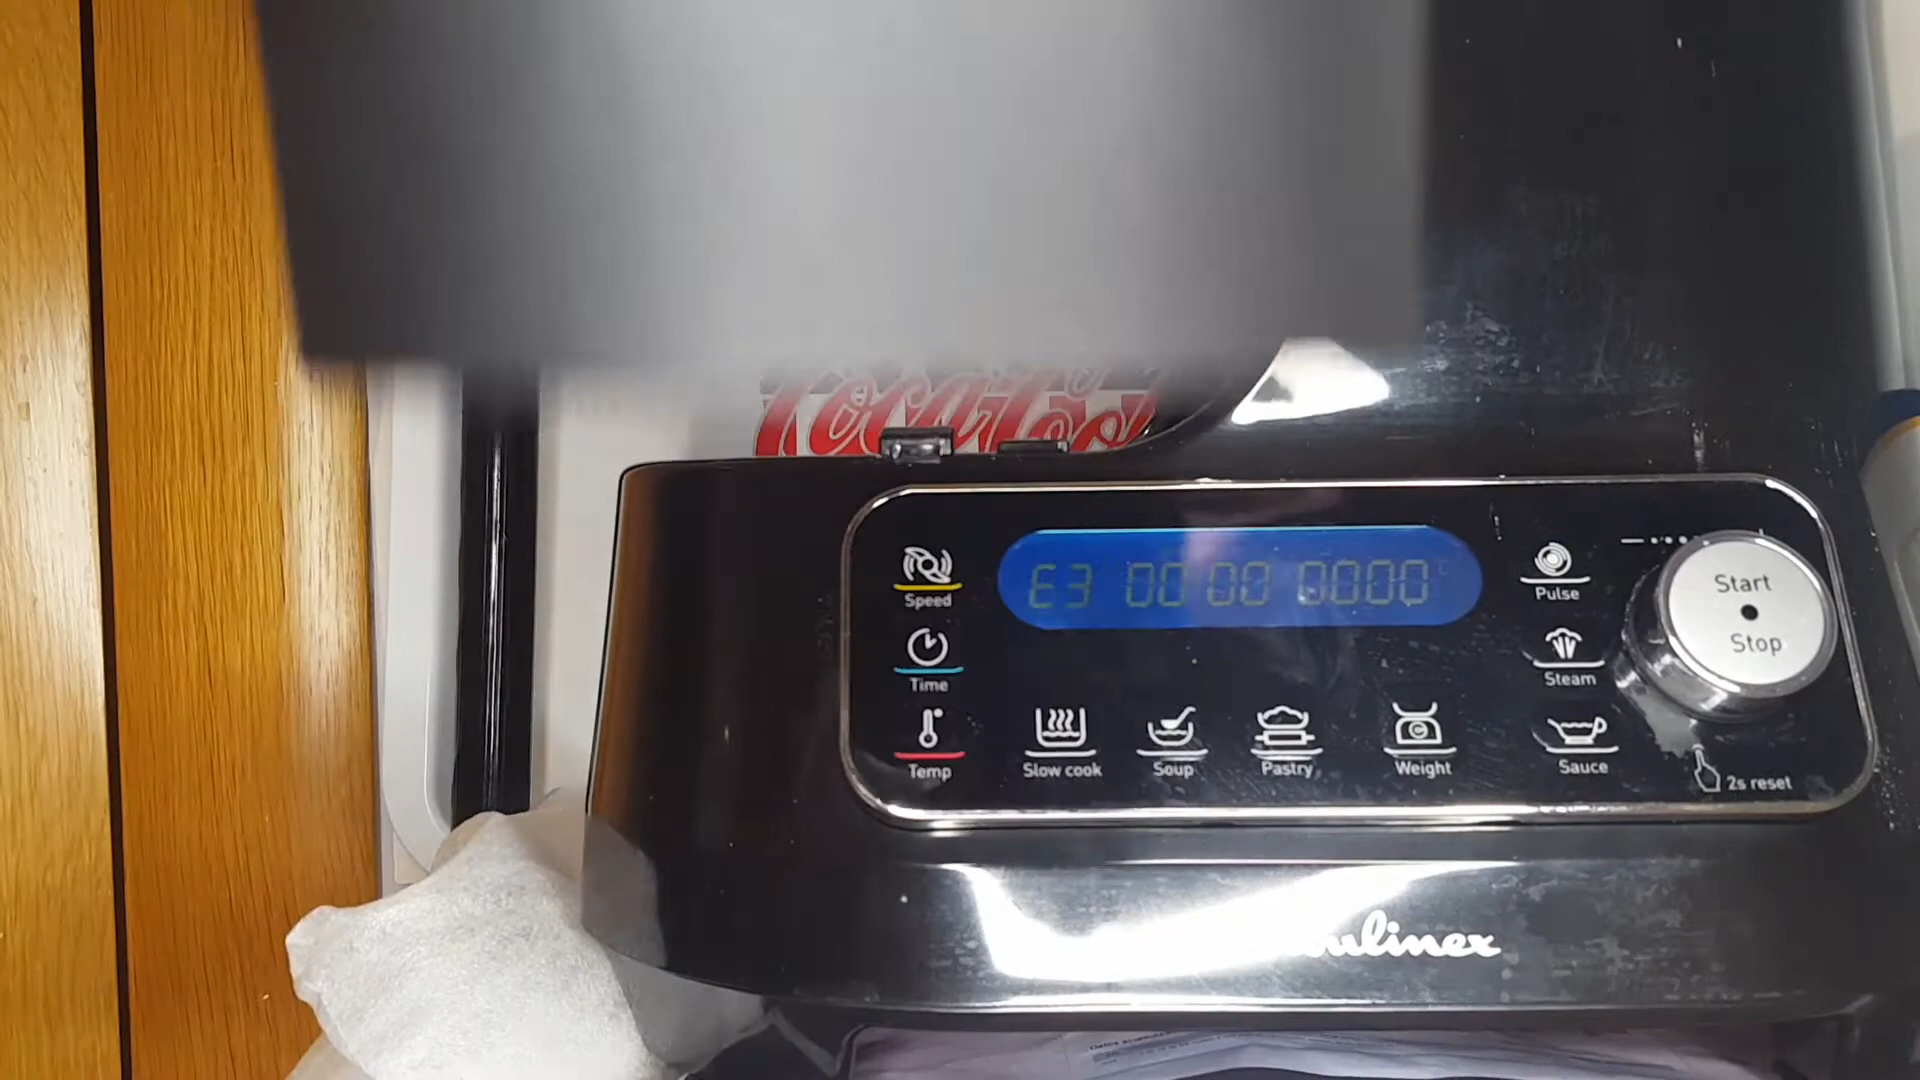 E3 00 00 0000
Speed
Time
Temp
Slow cook
Soup
Pastry
Weight
Pulse
Steam
Sauce
Start
Stop
2s reset